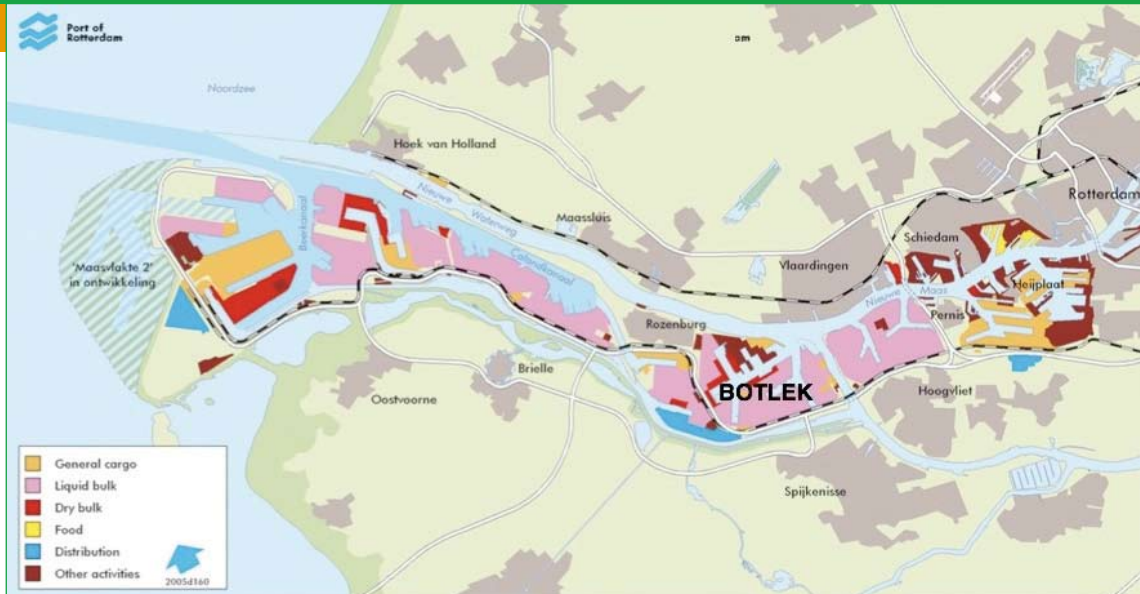 Port of
Rotterdam
am
Noordzee
Hoek van Holland
Nieuwe
Waterweg
Maassluis
Beerkanaal
Calandkanaal
Rotterdam
Schiedam
Vlaardingen
'Maasvlakte 2'
in ontwikkeling
Heijplaat
Nieuwe Maas
Pernis
Rozenburg
Brielle
BOTLEK
Hoogvliet
Oostvoorne
Spijkenisse
General cargo
Liquid bulk
Dry bulk
Food
Distribution
Other activities
2005d160